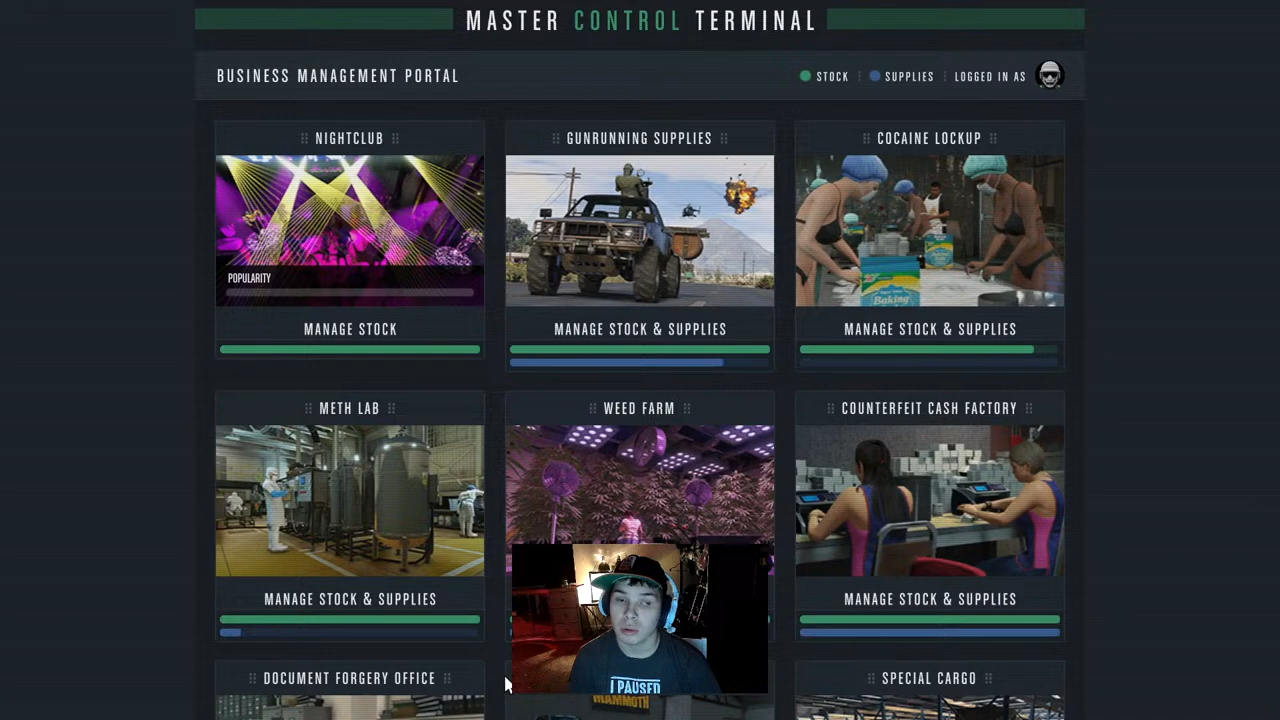 MASTER CONTROL TERMINAL
BUSINESS MANAGEMENT PORTAL
STOCK
SUPPLIES
LOGGED IN AS
NIGHTCLUB
GUNRUNNING SUPPLIES
COCAINE LOCKUP
POPULARITY
Baking
MANAGE STOCK
MANAGE STOCK & SUPPLIES
MANAGE STOCK & SUPPLIES
METH LAB
WEED FARM
COUNTERFEIT CASH FACTORY
MANAGE STOCK & SUPPLIES
MANAGE STOCK & SUPPLIES
I PAUSED
DOCUMENT FORGERY OFFICE
SPECIAL CARGO
MAMMOTH